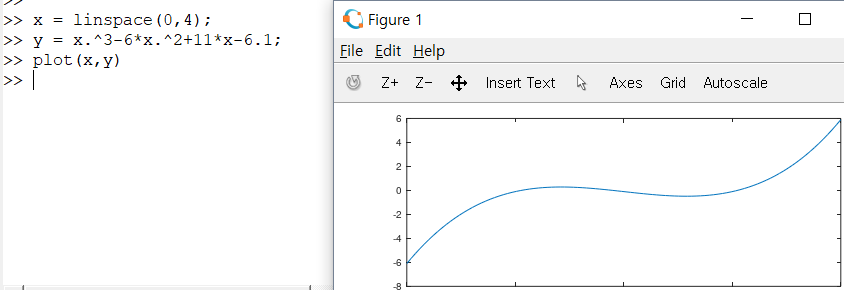 >>
>> x = linspace(0,4);
>> y = x.^3-6*x.^2+11*x-6.1;
>> plot(x,y)
>>
Figure 1
File Edit Help
Z+ Z- Insert Text Axes Grid Autoscale
6
4
2
0
-2
-4
-6
-8